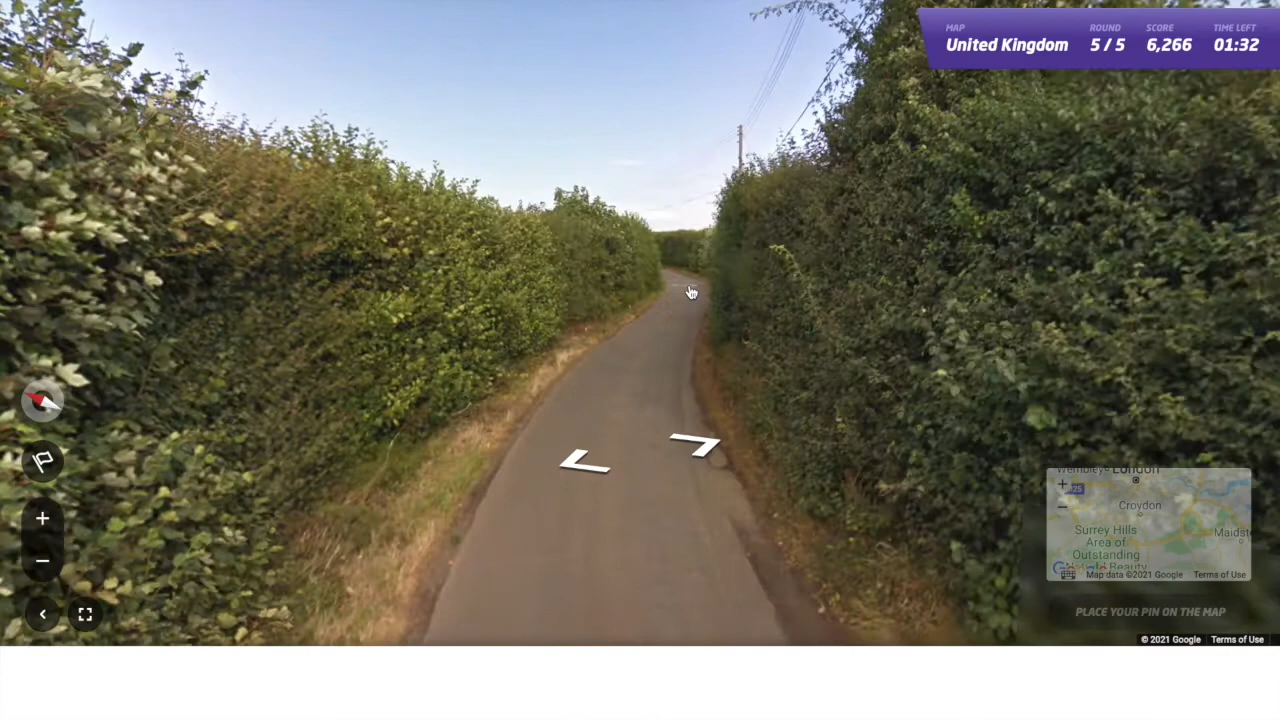 MAP
United Kingdom
ROUND
5 / 5
SCORE
6,266
TIME LEFT
01:32
Wembley
London
+
25
−
Croydon
Surrey Hills
Area of
Outstanding
Maidst
Map data ©2021 Google
Terms of Use
PLACE YOUR PIN ON THE MAP
© 2021 Google
Terms of Use